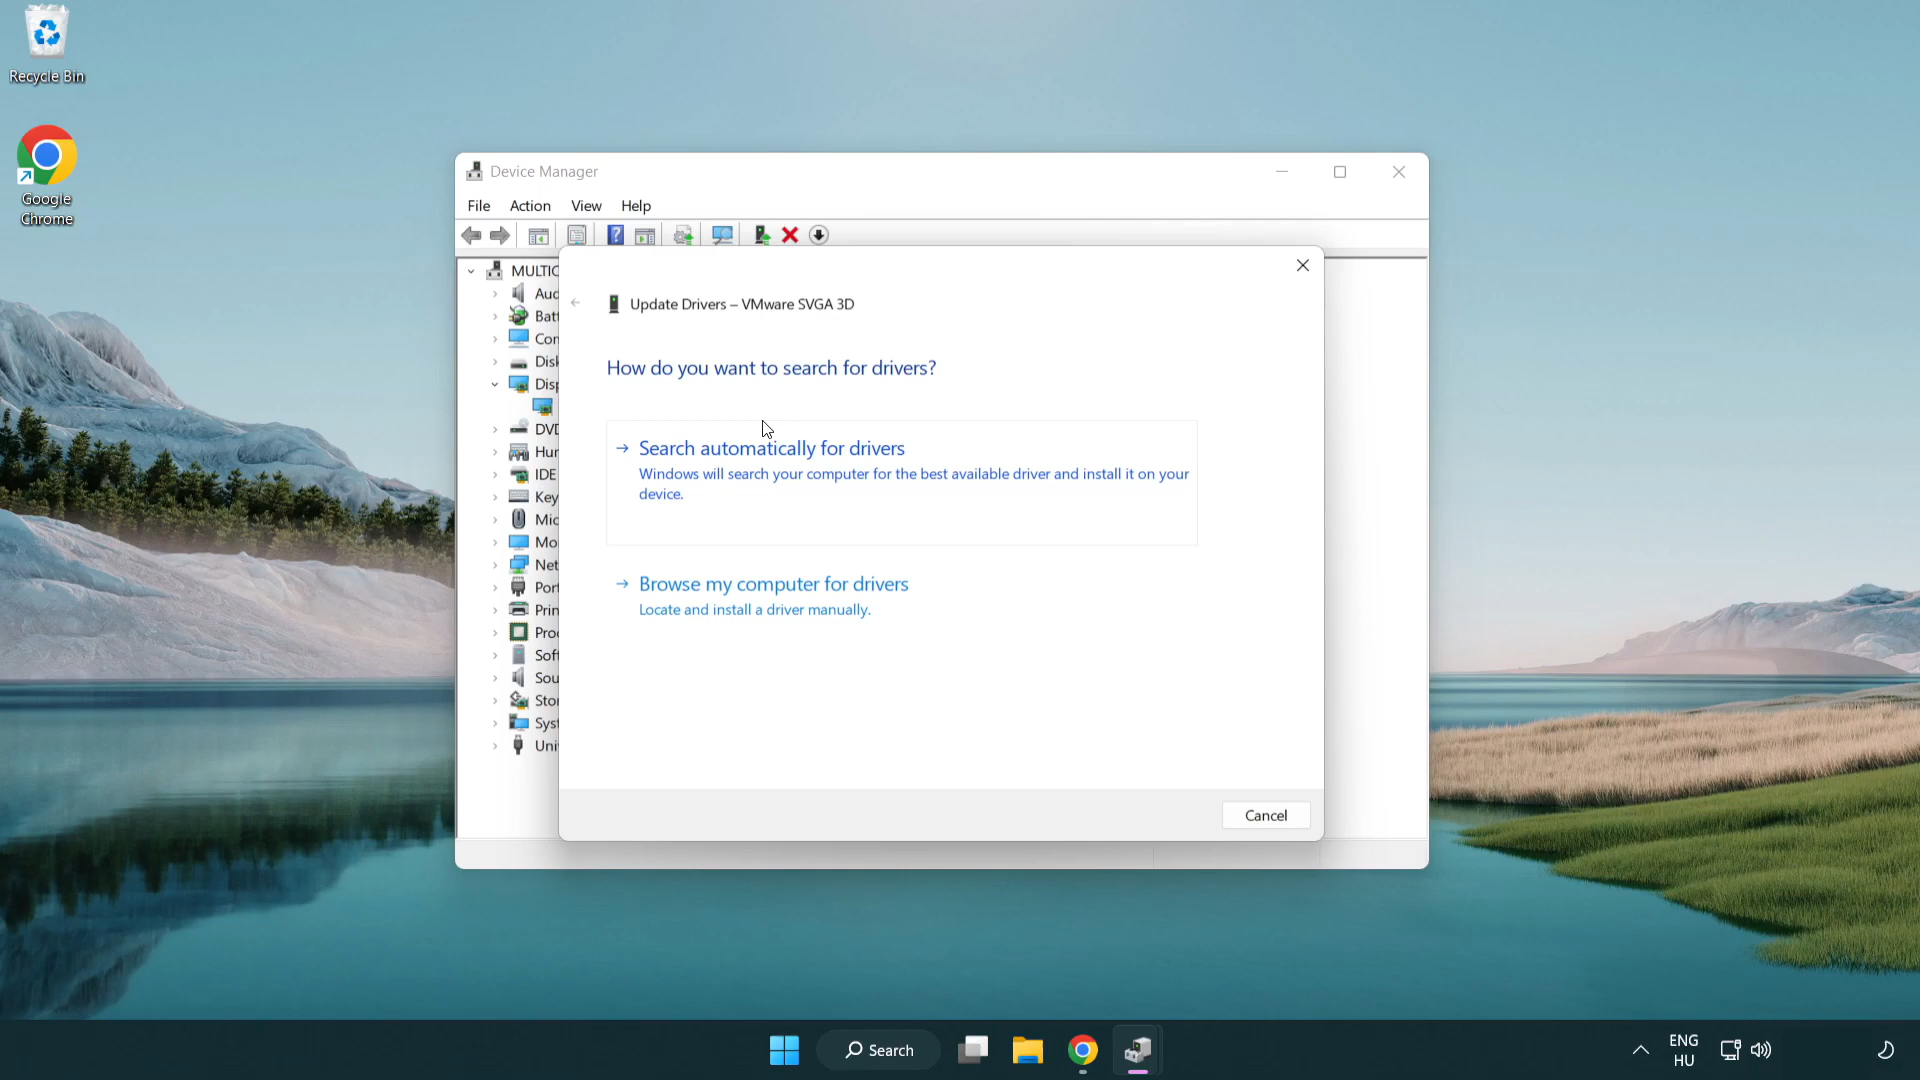 Recycle Bin
Google
Chrome
Device Manager
File Action View Help
MULTIC
Aud
Batt
Con
Disk
Disp
DVD
Hur
IDE
Key
Mic
Mo
Net
Port
Prin
Proc
Soft
Sou
Stor
Syst
Uni
Update Drivers – VMware SVGA 3D
How do you want to search for drivers?
Search automatically for drivers
Windows will search your computer for the best available driver and install it on your
device.
Browse my computer for drivers
Locate and install a driver manually.
Cancel
Search
ENG
HU